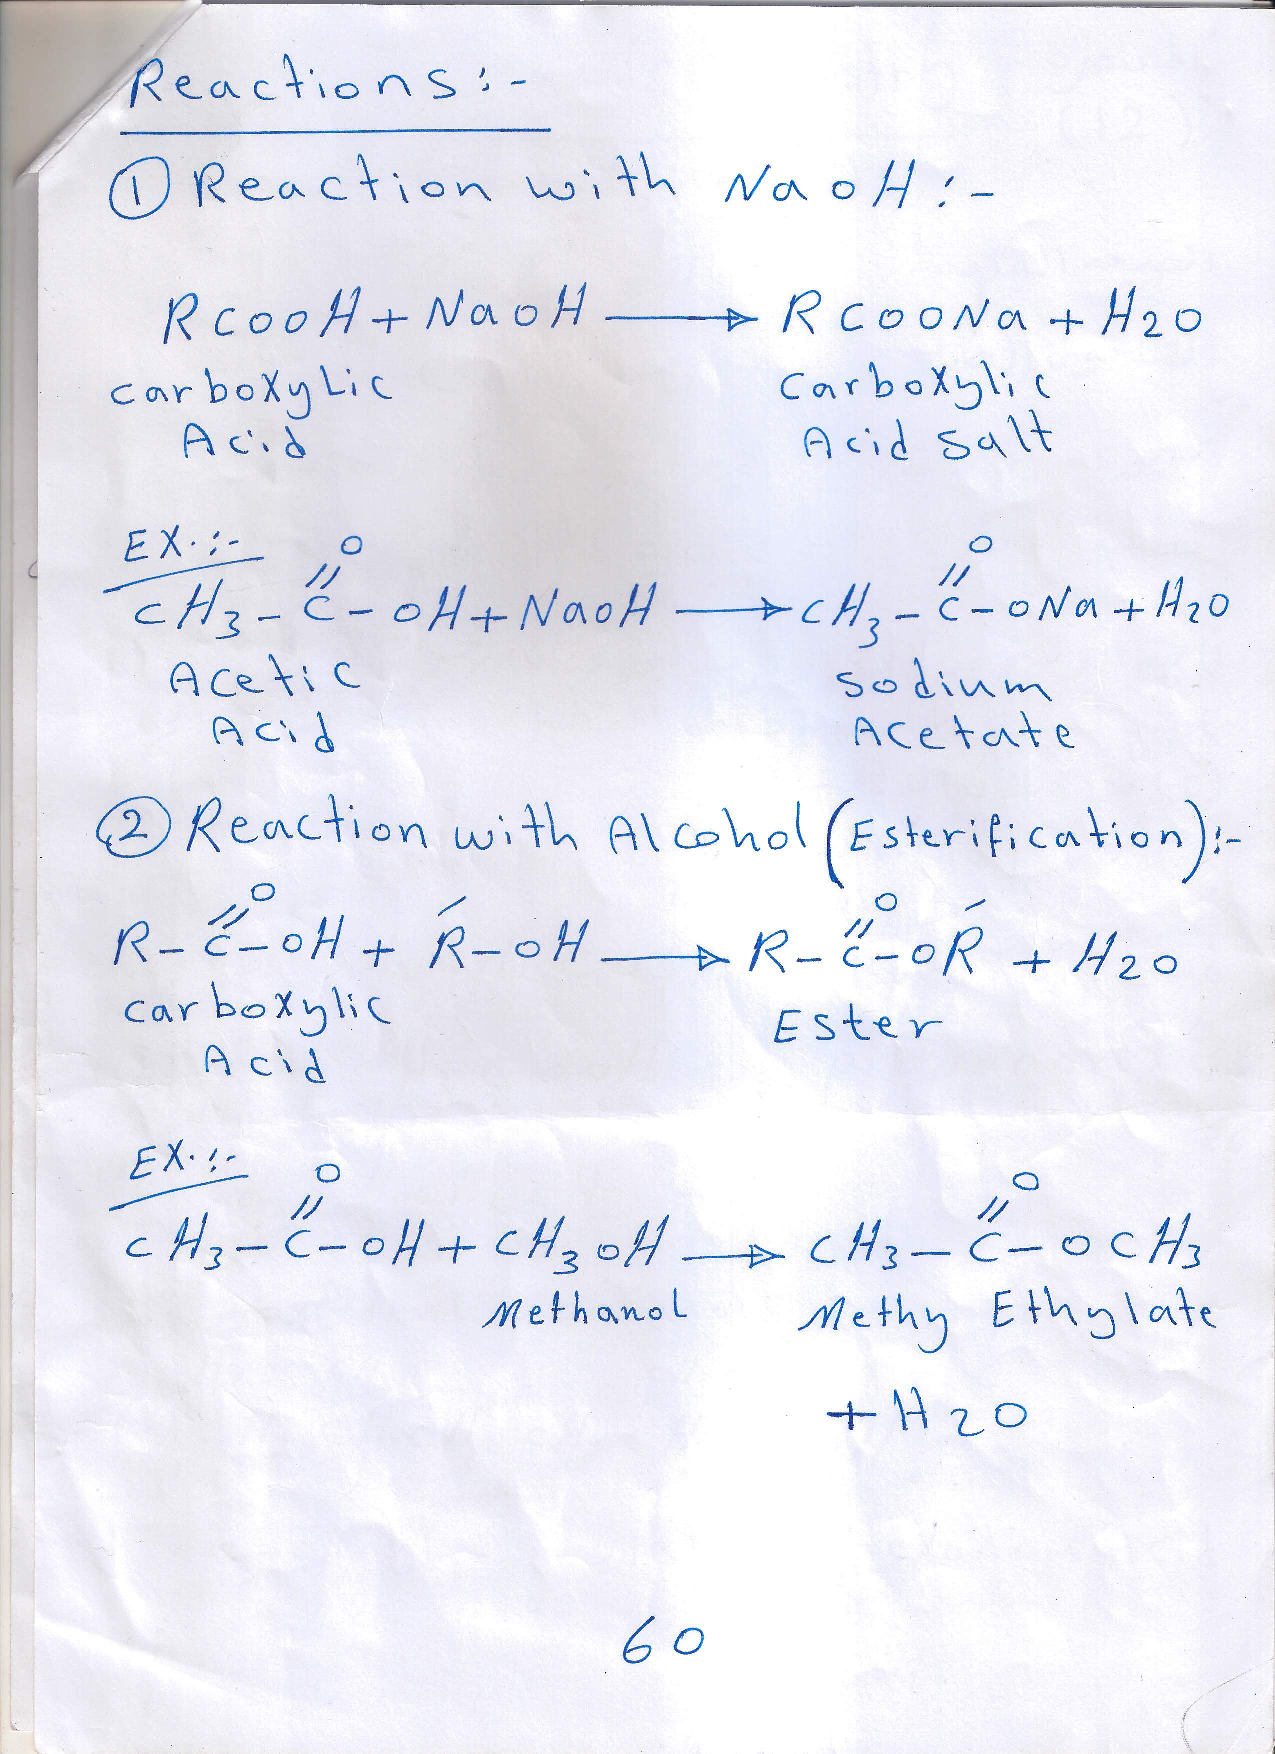 Reactions:-
① Reaction with NaoH:-
RCOOH + NaOH → RCOONa + H2O
Carboxylic Carboxylic
Acid Acid Salt
EX.:- O O
CH3 - C - OH + NaOH → CH3 - C - ONa + H2O
Acetic Sodium
Acid Acetate
② Reaction with Alcohol (Esterification):-
O O
R - C - OH + R′ - OH → R - C - OR′ + H2O
Carboxylic Ester
Acid
EX.:- O O
CH3 - C - OH + CH3OH → CH3 - C - OCH3
Methanol Methy Ethylate
+ H2O
60